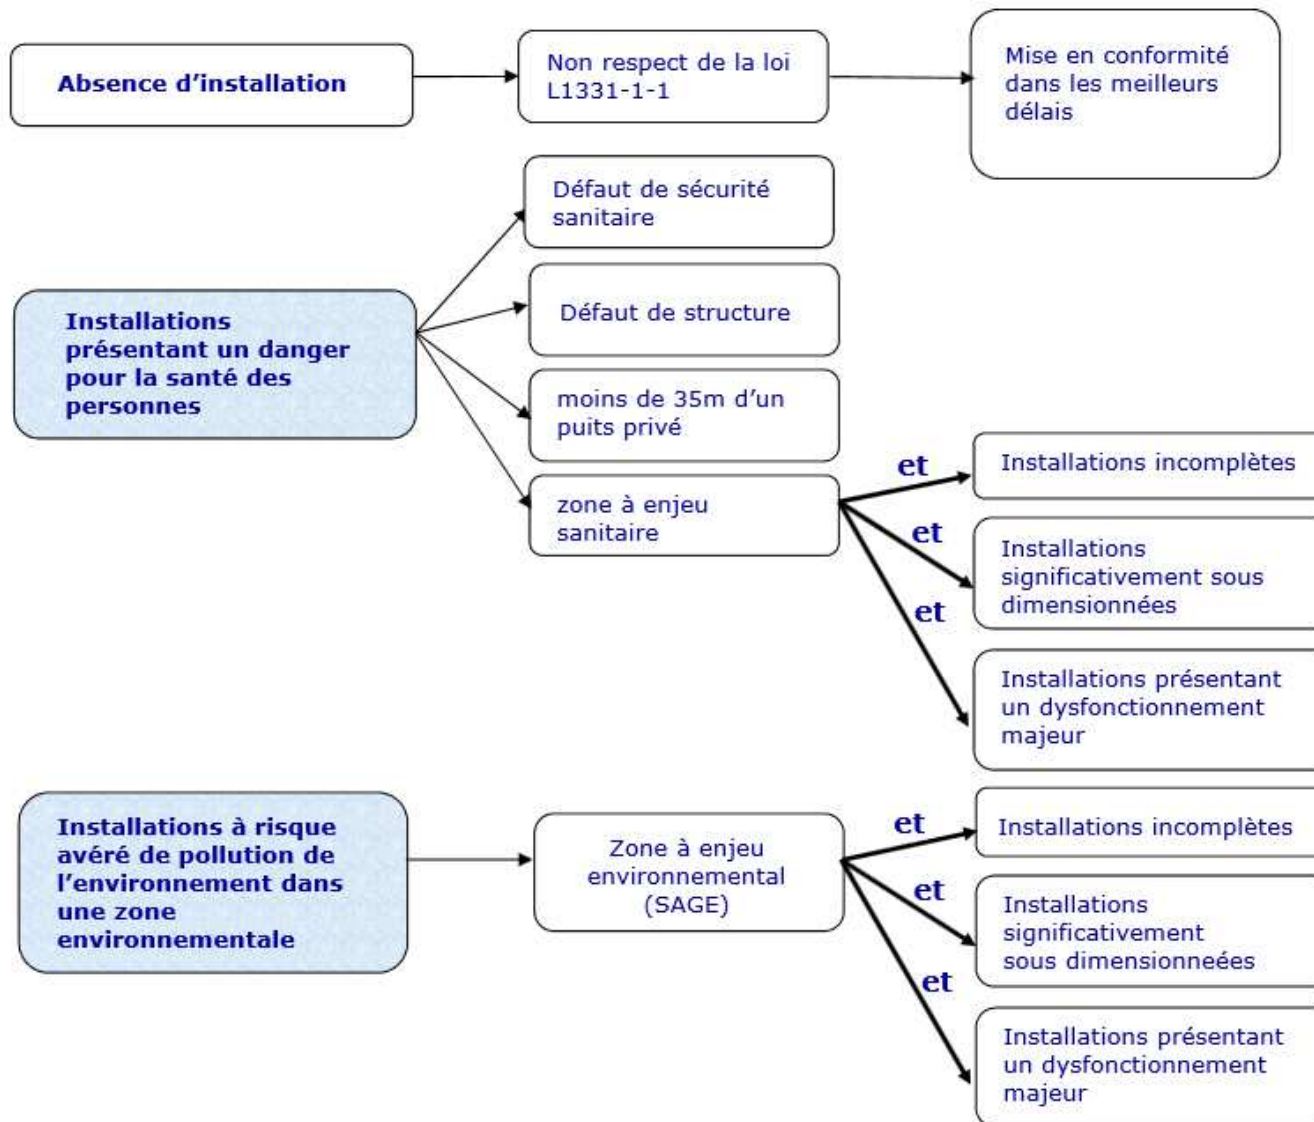 Absence d’installation
Non respect de la loi
L1331-1-1
Mise en conformité
dans les meilleurs
délais
Installations
présentant un danger
pour la santé des
personnes
Défaut de sécurité
sanitaire
Défaut de structure
moins de 35m d’un
puits privé
zone à enjeu
sanitaire
et
Installations incomplètes
et
Installations
significativement sous
dimensionnées
et
Installations présentant
un dysfonctionnement
majeur
Installations à risque
avéré de pollution de
l’environnement dans
une zone
environnementale
Zone à enjeu
environnemental
(SAGE)
et
Installations incomplètes
et
Installations
significativement
sous dimensionneées
et
Installations présentant
un dysfonctionnement
majeur